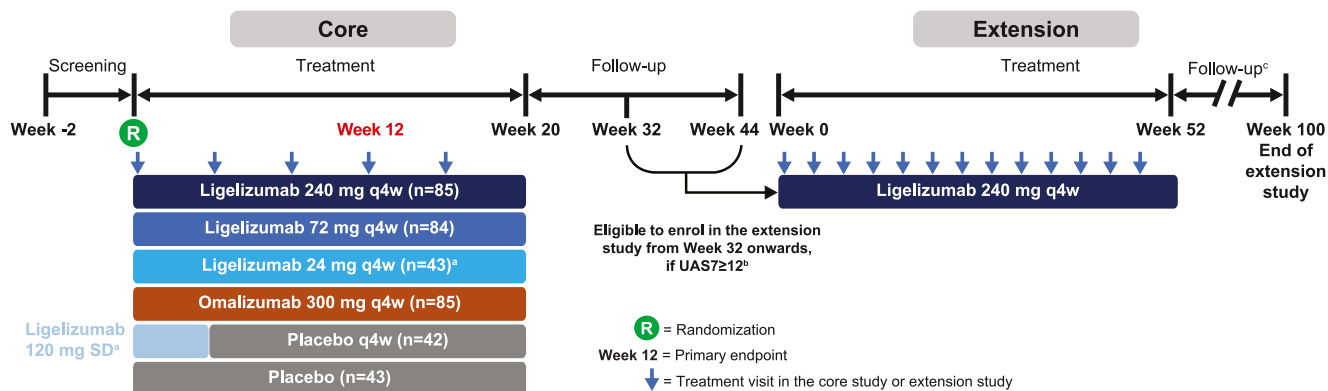 Core
Extension
Screening
Treatment
Follow-up
Treatment
Follow-upᶜ
Week -2
R
Week 12
Week 20
Week 32
Week 44
Week 0
Week 52
Week 100
End of
extension
study
Ligelizumab 240 mg q4w (n=85)
Ligelizumab 240 mg q4w
Ligelizumab 72 mg q4w (n=84)
Ligelizumab 24 mg q4w (n=43)ᵃ
Omalizumab 300 mg q4w (n=85)
Ligelizumab
120 mg SDᵃ
Placebo q4w (n=42)
Placebo (n=43)
Eligible to enrol in the extension
study from Week 32 onwards,
if UAS7≥12ᵇ
R = Randomization
Week 12 = Primary endpoint
= Treatment visit in the core study or extension study